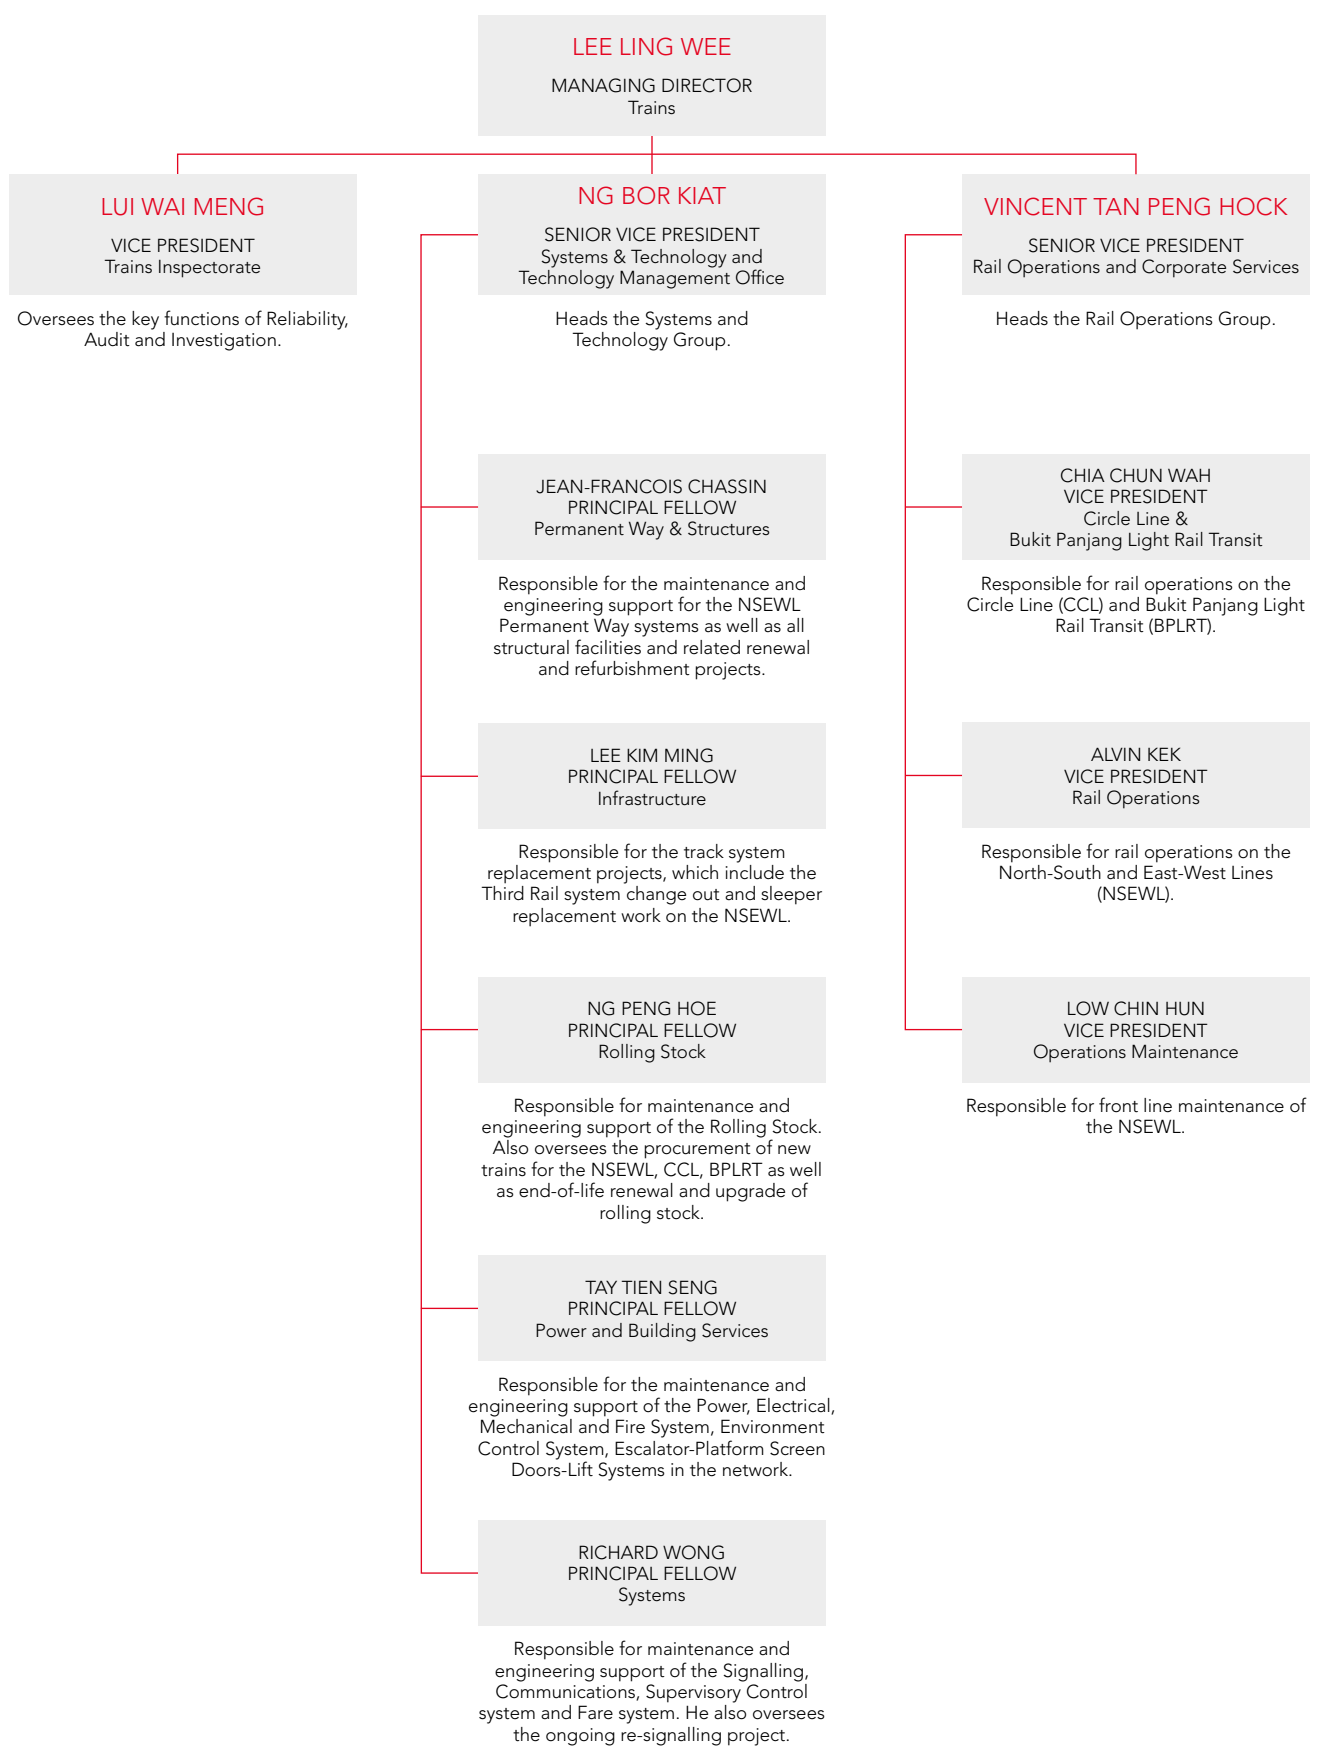 LEE LING WEE
MANAGING DIRECTOR
Trains
LUI WAI MENG
VICE PRESIDENT
Trains Inspectorate
Oversees the key functions of Reliability,
Audit and Investigation.
NG BOR KIAT
SENIOR VICE PRESIDENT
Systems & Technology and
Technology Management Office
Heads the Systems and
Technology Group.
JEAN-FRANCOIS CHASSIN
PRINCIPAL FELLOW
Permanent Way & Structures
Responsible for the maintenance and
engineering support for the NSEWL
Permanent Way systems as well as all
structural facilities and related renewal
and refurbishment projects.
LEE KIM MING
PRINCIPAL FELLOW
Infrastructure
Responsible for the track system
replacement projects, which include the
Third Rail system change out and sleeper
replacement work on the NSEWL.
NG PENG HOE
PRINCIPAL FELLOW
Rolling Stock
Responsible for maintenance and
engineering support of the Rolling Stock.
Also oversees the procurement of new
trains for the NSEWL, CCL, BPLRT as well
as end-of-life renewal and upgrade of
rolling stock.
TAY TIEN SENG
PRINCIPAL FELLOW
Power and Building Services
Responsible for the maintenance and
engineering support of the Power, Electrical,
Mechanical and Fire System, Environment
Control System, Escalator-Platform Screen
Doors-Lift Systems in the network.
RICHARD WONG
PRINCIPAL FELLOW
Systems
Responsible for maintenance and
engineering support of the Signalling,
Communications, Supervisory Control
system and Fare system. He also oversees
the ongoing re-signalling project.
VINCENT TAN PENG HOCK
SENIOR VICE PRESIDENT
Rail Operations and Corporate Services
Heads the Rail Operations Group.
CHIA CHUN WAH
VICE PRESIDENT
Circle Line &
Bukit Panjang Light Rail Transit
Responsible for rail operations on the
Circle Line (CCL) and Bukit Panjang Light
Rail Transit (BPLRT).
ALVIN KEK
VICE PRESIDENT
Rail Operations
Responsible for rail operations on the
North-South and East-West Lines
(NSEWL).
LOW CHIN HUN
VICE PRESIDENT
Operations Maintenance
Responsible for front line maintenance of
the NSEWL.